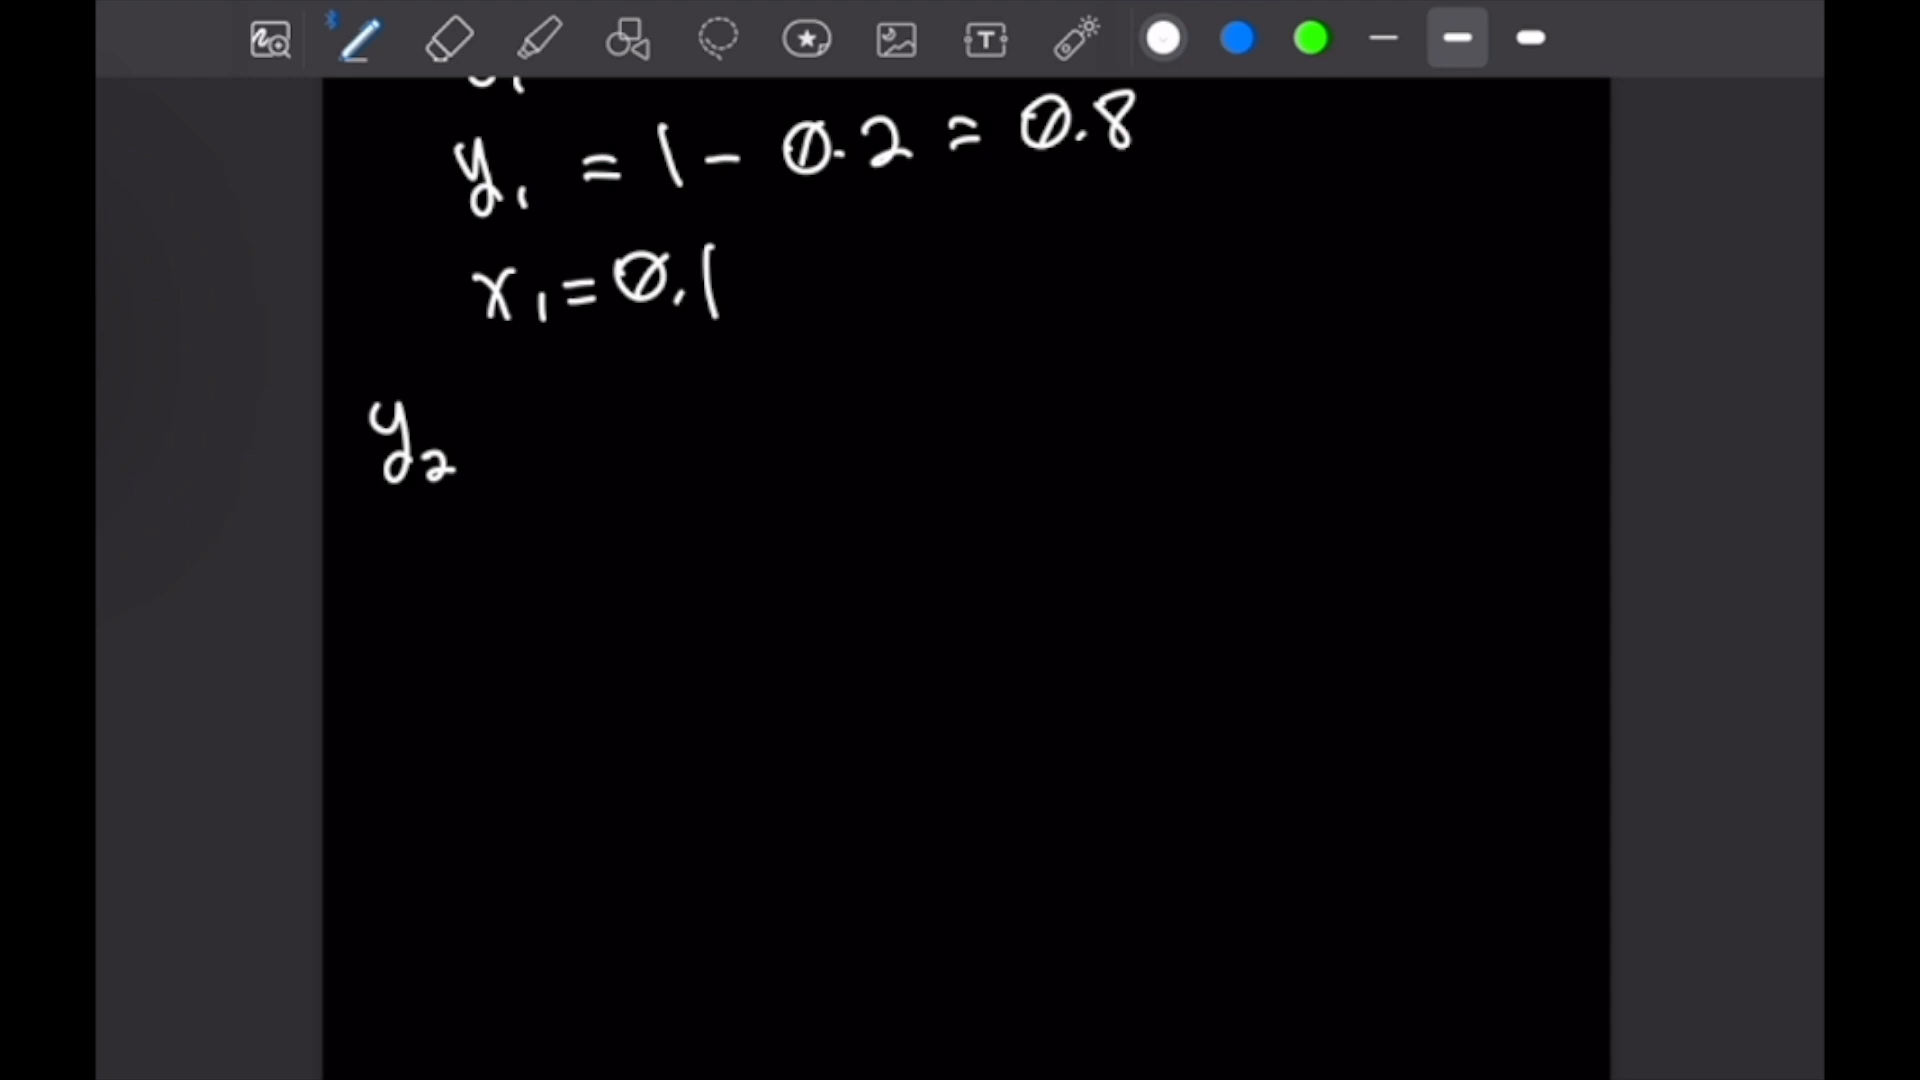 y₁ = 1 - 0.2 = 0.8
x₁ = 0.1
y₂